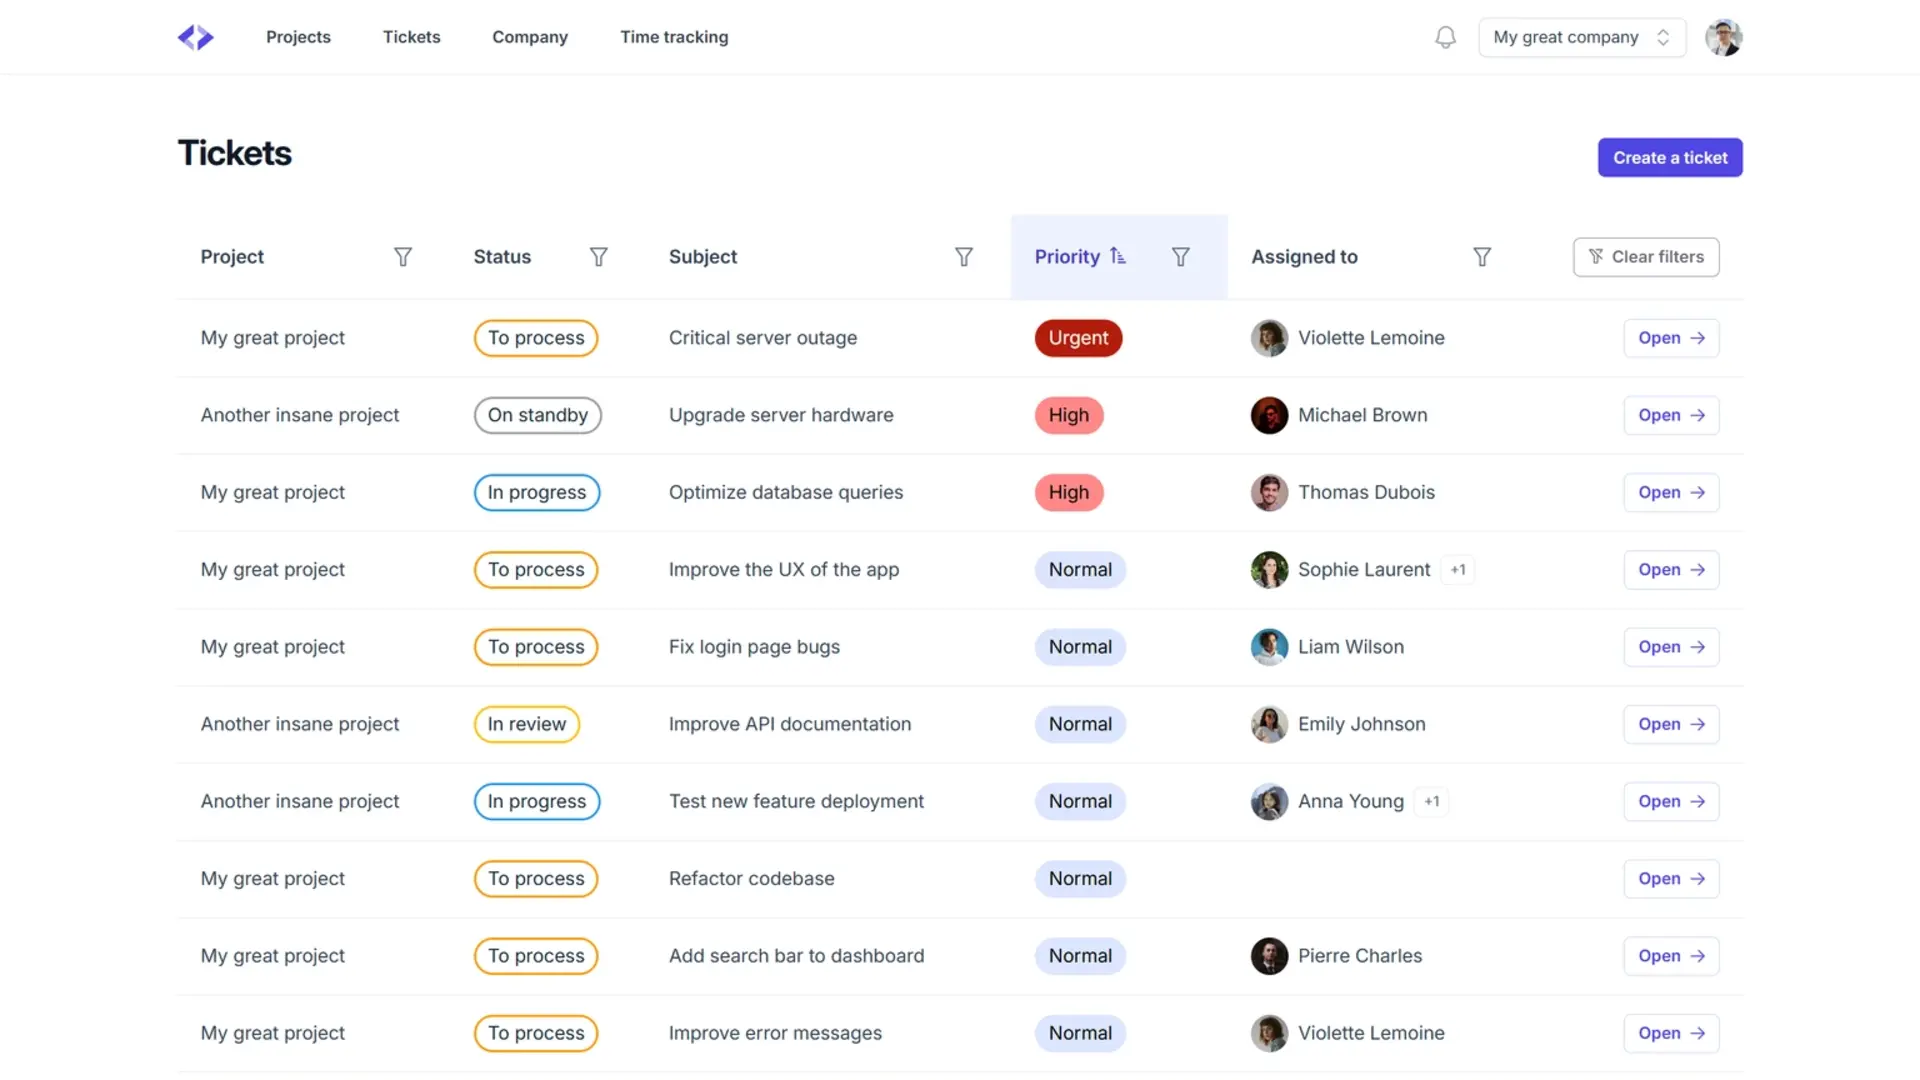 Projects Tickets Company Time tracking My great company
Tickets
Create a ticket
Project Status Subject Priority Assigned to Clear filters
My great project To process Critical server outage Urgent Violette Lemoine Open →
Another insane project On standby Upgrade server hardware High Michael Brown Open →
My great project In progress Optimize database queries High Thomas Dubois Open →
My great project To process Improve the UX of the app Normal Sophie Laurent +1 Open →
My great project To process Fix login page bugs Normal Liam Wilson Open →
Another insane project In review Improve API documentation Normal Emily Johnson Open →
Another insane project In progress Test new feature deployment Normal Anna Young +1 Open →
My great project To process Refactor codebase Normal Open →
My great project To process Add search bar to dashboard Normal Pierre Charles Open →
My great project To process Improve error messages Normal Violette Lemoine Open →